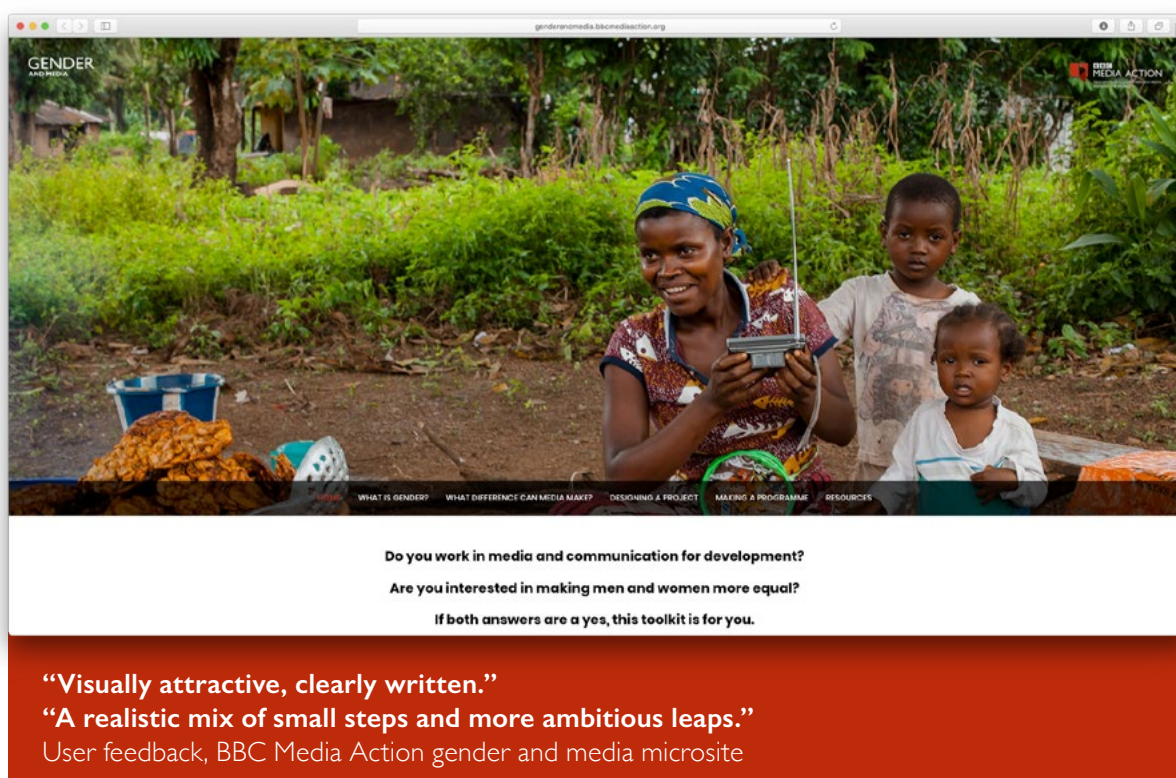 genderandmedia.bbcmediaaction.org
GENDER
AND MEDIA
BBC
MEDIA ACTION
HOME WHAT IS GENDER? WHAT DIFFERENCE CAN MEDIA MAKE? DESIGNING A PROJECT MAKING A PROGRAMME RESOURCES
Do you work in media and communication for development?
Are you interested in making men and women more equal?
If both answers are a yes, this toolkit is for you.
“Visually attractive, clearly written.”
“A realistic mix of small steps and more ambitious leaps.”
User feedback, BBC Media Action gender and media microsite